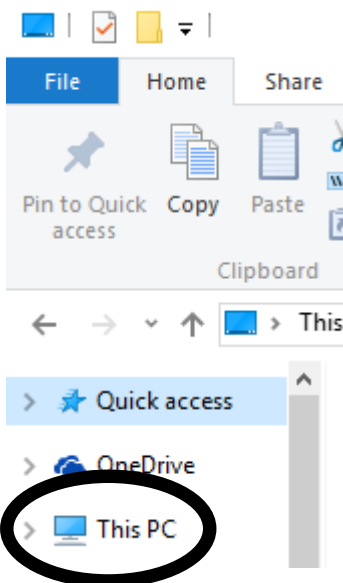 File Home Share
Pin to Quick access Copy Paste
Clipboard
This
Quick access
OneDrive
This PC